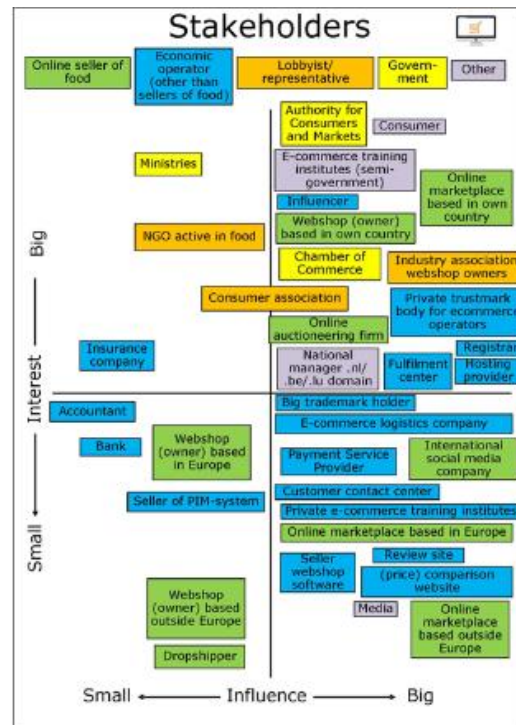 Stakeholders
Online seller of
food
Economic
operator
(other than
sellers of food)
Lobbyist/
representative
Govern-
ment
Other
Authority for
Consumers
and Markets
Consumer
Ministries
E-commerce training
institutes (semi-
government)
Online
marketplace
based in own
country
Influencer
Webshop (owner)
based in own country
NGO active in food
Chamber of
Commerce
Industry association
webshop owners
Consumer association
Private trustmark
body for ecommerce
operators
Online
auctioneering firm
Insurance
company
National
manager .nl/
.be/.lu domain
Fulfilment
center
Registrar
Hosting
provider
Accountant
Big trademark holder
E-commerce logistics company
Bank
Webshop
(owner) based
in Europe
Payment Service
Provider
International
social media
company
Seller of PIM-system
Customer contact center
Private e-commerce training institutes
Online marketplace based in Europe
Seller
webshop
software
Review site
(price) comparison
website
Webshop
(owner) based
outside Europe
Media
Online
marketplace
based outside
Europe
Dropshipper
Big
Interest
Small
Small
Influence
Big